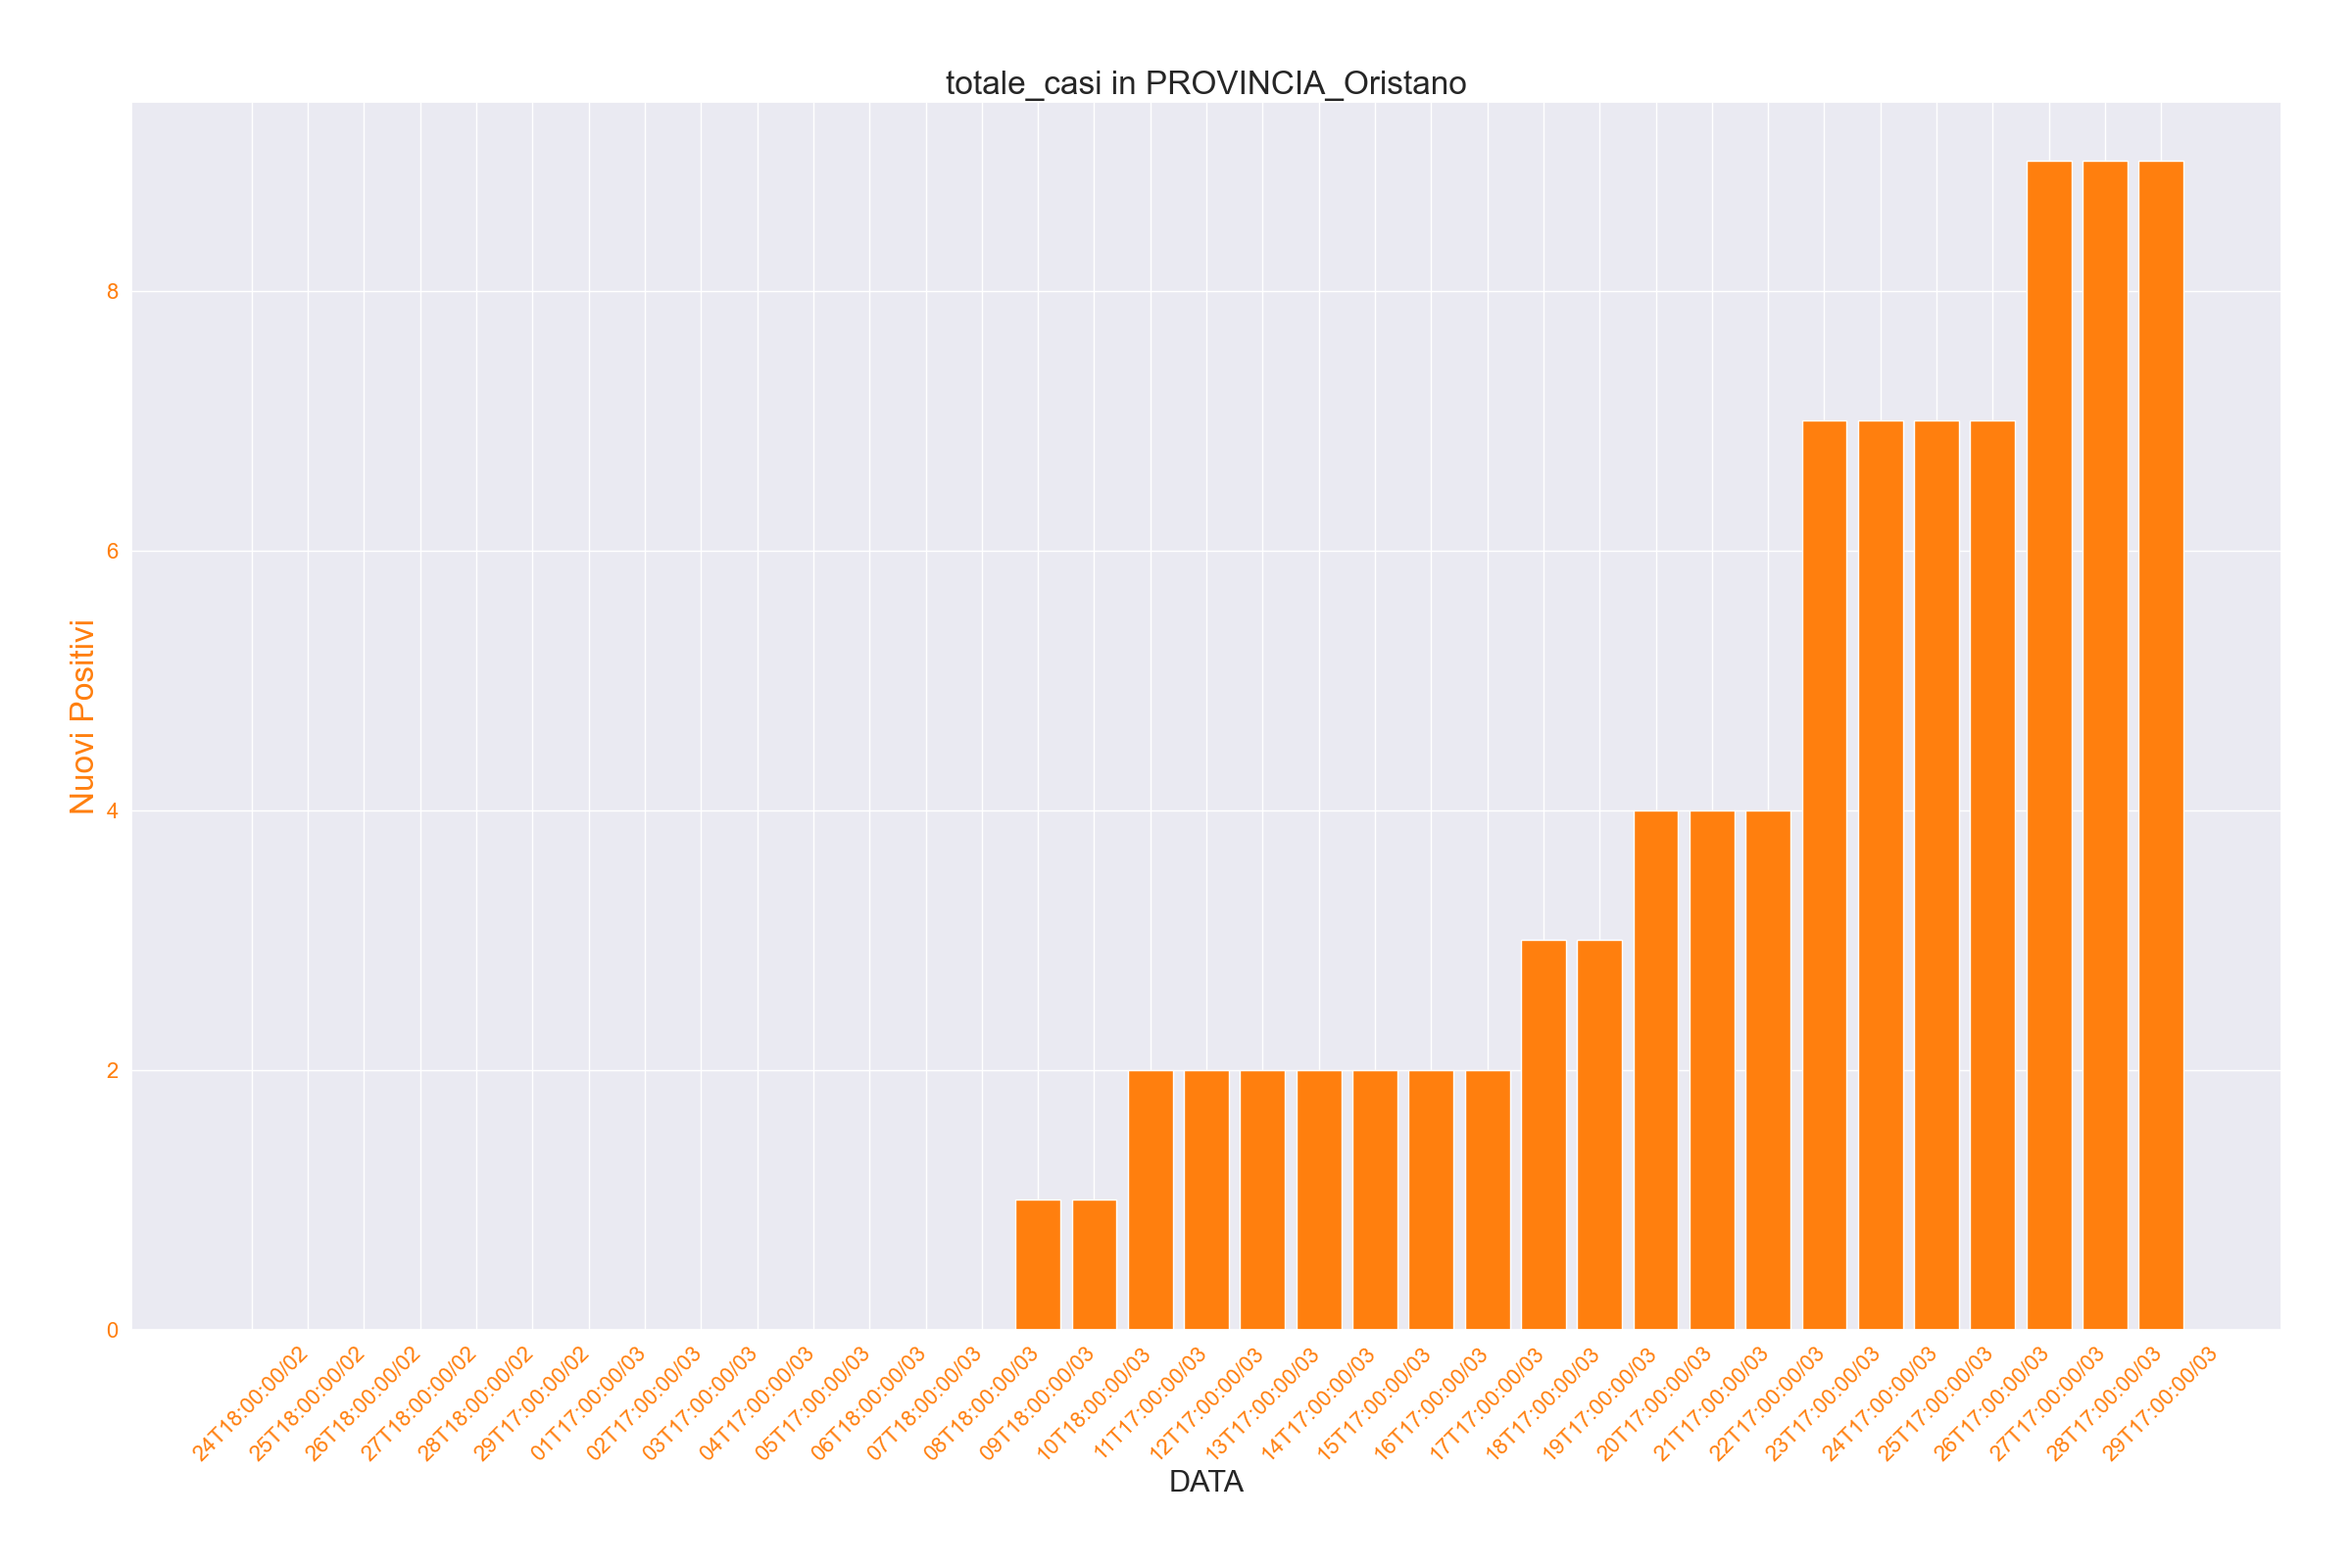 totale_casi in PROVINCIA_Oristano
Nuovi Positivi
8
6
4
2
0
24T18:00:00/02
25T18:00:00/02
26T18:00:00/02
27T18:00:00/02
28T18:00:00/02
29T17:00:00/02
01T17:00:00/03
02T17:00:00/03
03T17:00:00/03
04T17:00:00/03
05T17:00:00/03
06T18:00:00/03
07T18:00:00/03
08T18:00:00/03
09T18:00:00/03
10T18:00:00/03
11T17:00:00/03
12T17:00:00/03
13T17:00:00/03
14T17:00:00/03
15T17:00:00/03
16T17:00:00/03
17T17:00:00/03
18T17:00:00/03
19T17:00:00/03
20T17:00:00/03
21T17:00:00/03
22T17:00:00/03
23T17:00:00/03
24T17:00:00/03
25T17:00:00/03
26T17:00:00/03
27T17:00:00/03
28T17:00:00/03
29T17:00:00/03
DATA